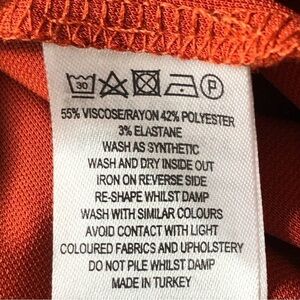 30 P
55% VISCOSE/RAYON 42% POLYESTER
3% ELASTANE
WASH AS SYNTHETIC
WASH AND DRY INSIDE OUT
IRON ON REVERSE SIDE
RE-SHAPE WHILST DAMP
WASH WITH SIMILAR COLOURS
AVOID CONTACT WITH LIGHT
COLOURED FABRICS AND UPHOLSTERY
DO NOT PILE WHILST DAMP
MADE IN TURKEY